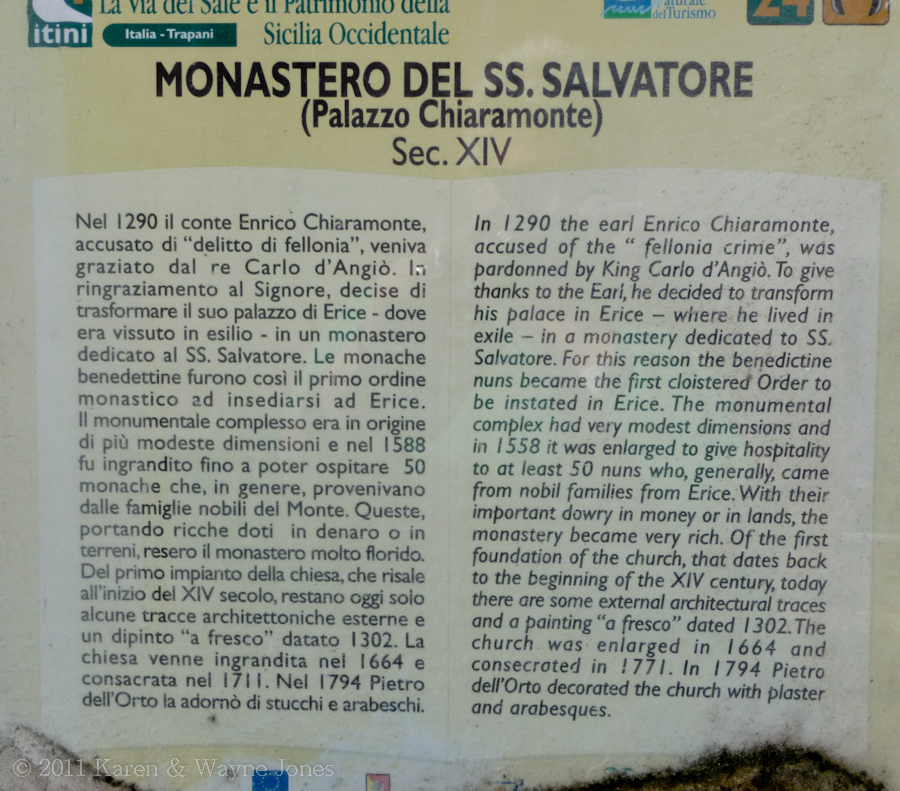 La Via del Sale e il Patrimonio della
Sicilia Occidentale
itini
Italia - Trapani
del Turismo
24
MONASTERO DEL SS. SALVATORE
(Palazzo Chiaramonte)
Sec. XIV
Nel 1290 il conte Enrico Chiaramonte,
accusato di “delitto di fellonia”, veniva
graziato dal re Carlo d’Angiò. In
ringraziamento al Signore, decise di
trasformare il suo palazzo di Erice - dove
era vissuto in esilio - in un monastero
dedicato al SS. Salvatore. Le monache
benedettine furono così il primo ordine
monastico ad insediarsi ad Erice.
Il monumentale complesso era in origine
di più modeste dimensioni e nel 1588
fu ingrandito fino a poter ospitare 50
monache che, in genere, provenivano
dalle famiglie nobili del Monte. Queste,
portando ricche doti in denaro o in
terreni, resero il monastero molto florido.
Del primo impianto della chiesa, che risale
all’inizio del XIV secolo, restano oggi solo
alcune tracce architettoniche esterne e
un dipinto “a fresco” datato 1302. La
chiesa venne ingrandita nel 1664 e
consacrata nel 1711. Nel 1794 Pietro
dell’Orto la adornò di stucchi e arabeschi.
In 1290 the earl Enrico Chiaramonte,
accused of the “ fellonia crime”, was
pardonned by King Carlo d’Angiò. To give
thanks to the Earl, he decided to transform
his palace in Erice – where he lived in
exile – in a monastery dedicated to SS.
Salvatore. For this reason the benedictine
nuns became the first cloistered Order to
be instated in Erice. The monumental
complex had very modest dimensions and
in 1558 it was enlarged to give hospitality
to at least 50 nuns who, generally, came
from nobil families from Erice. With their
important dowry in money or in lands, the
monastery became very rich. Of the first
foundation of the church, that dates back
to the beginning of the XIV century, today
there are some external architectural traces
and a painting “a fresco” dated 1302. The
church was enlarged in 1664 and
consecrated in 1771. In 1794 Pietro
dell’Orto decorated the church with plaster
and arabesques.
© 2011 Karen & Wayne Jones